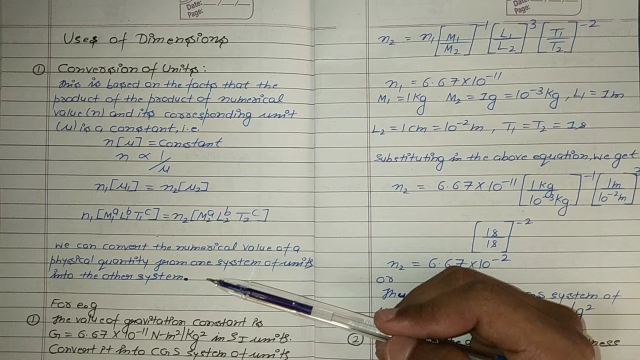 Date:
Page:
Uses of Dimensions
① Conversion of Units:
This is based on the facts that the
product of the product of numerical
value (n) and its corresponding unit
(u) is a constant, i.e.
n[u] = constant
n ∝ 1/u
n₁[u₁] = n₂[u₂]
n₁[M₁ᵃ L₁ᵇ T₁ᶜ] = n₂[M₂ᵃ L₂ᵇ T₂ᶜ]
We can convert the numerical value of a
physical quantity from one system of units
into the other system.
For e.g
① The value of gravitation constant is
G = 6.67 × 10⁻¹¹ N-m²/Kg² in SI units.
Convert it into CGS system of units
Date:
Page:
n₂ = n₁ [M₁/M₂]⁻¹ [L₁/L₂]³ [T₁/T₂]⁻²
n₁ = 6.67 × 10⁻¹¹
M₁ = 1Kg M₂ = 1g = 10⁻³Kg, L₁ = 1m
L₂ = 1cm = 10⁻²m, T₁ = T₂ = 1s
Substituting in the above equation, we get
n₂ = 6.67 × 10⁻¹¹ [1Kg/10⁻³Kg]⁻¹ [1m/10⁻²m]³
[1s/1s]⁻²
n₂ = 6.67 × 10⁻²
or
system of
②